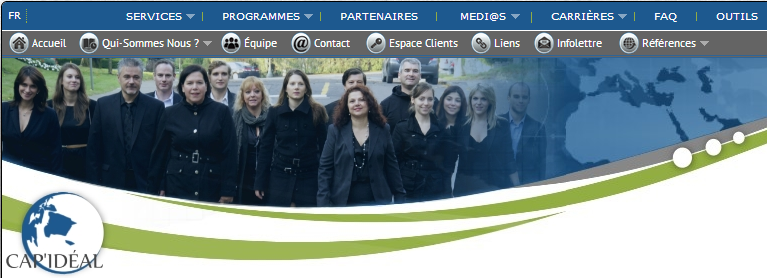 FR SERVICES PROGRAMMES PARTENAIRES MEDI@S CARRIÈRES FAQ OUTILS
Accueil Qui-Sommes Nous ? Équipe Contact Espace Clients Liens Infolettre Références
CAP'IDÉAL